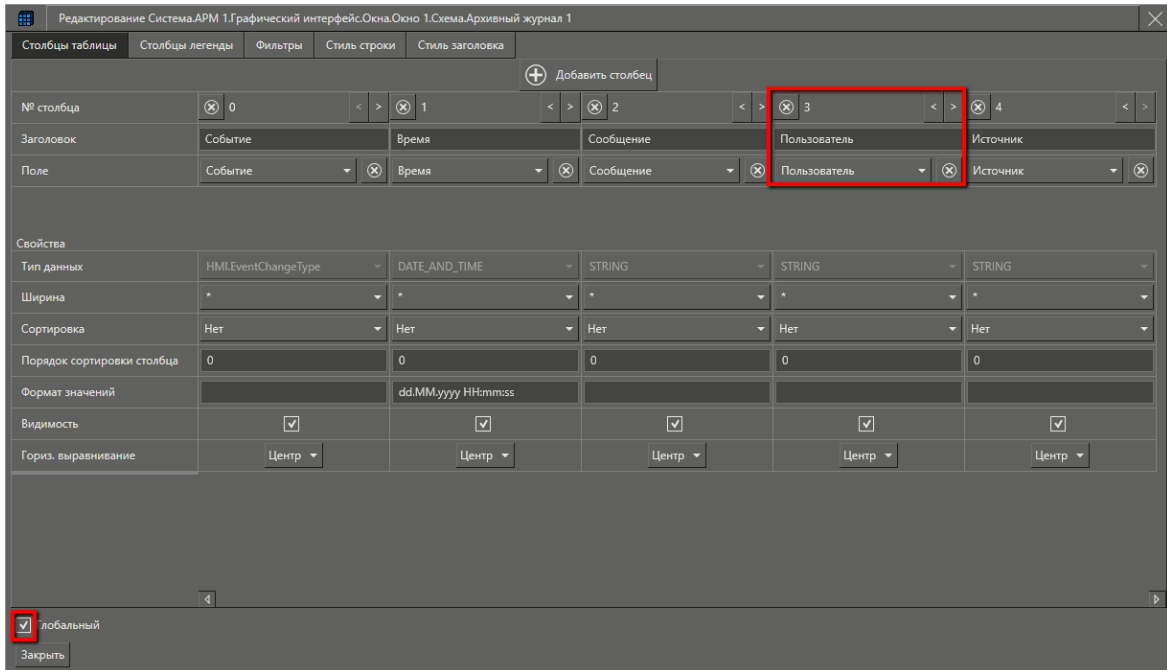 Редактирование Система.АРМ 1.Графический интерфейс.Окна.Окно 1.Схема.Архивный журнал 1
Столбцы таблицы Столбцы легенды Фильтры Стиль строки Стиль заголовка
Добавить столбец
№ столбца 0 < > 1 < > 2 < > 3 < > 4 < >
Заголовок Событие Время Сообщение Пользователь Источник
Поле Событие Время Сообщение Пользователь Источник
Свойства
Тип данных HMI.EventChangeType DATE_AND_TIME STRING STRING STRING
Ширина * * * * *
Сортировка Нет Нет Нет Нет Нет
Порядок сортировки столбца 0 0 0 0 0
Формат значений dd.MM.yyyy HH:mm:ss
Видимость
Гориз. выравнивание Центр Центр Центр Центр Центр
лобальный
Закрыть